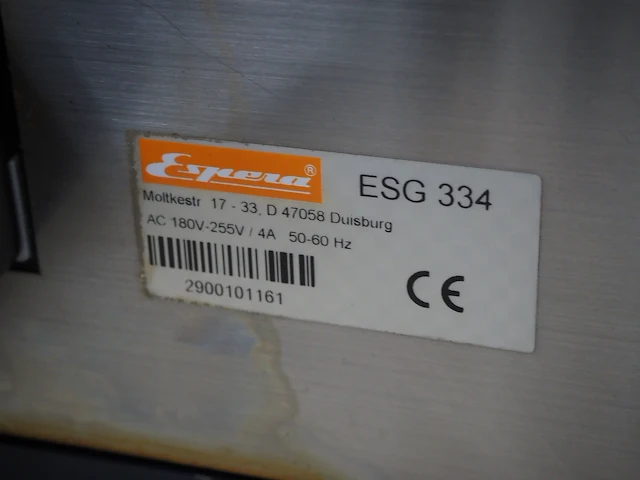 Espera®
ESG 334
Moltkestr 17 - 33, D 47058 Duisburg
AC 180V-255V / 4A 50-60 Hz
2900101161
CE